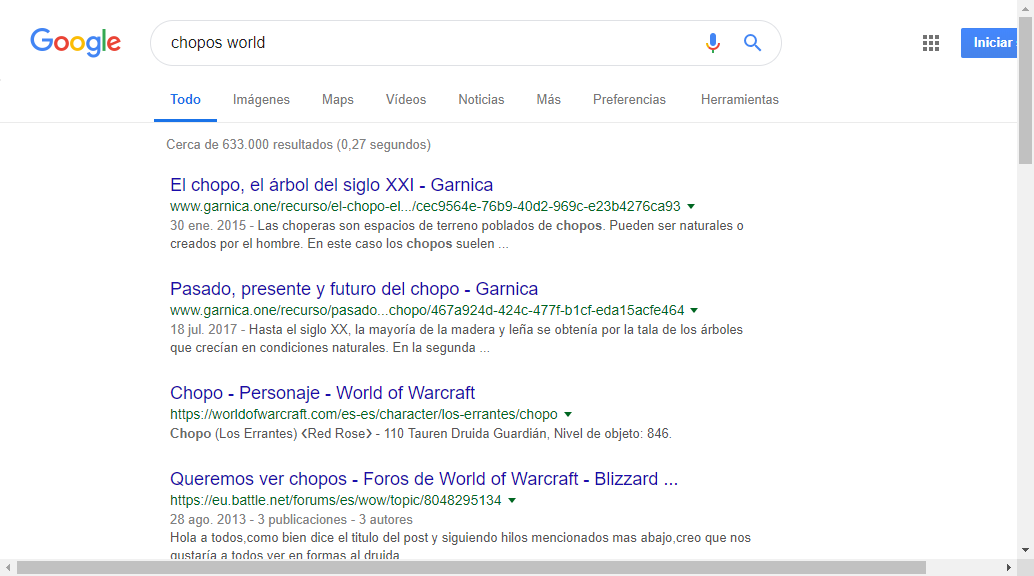 Google
chopos world
Iniciar
Todo Imágenes Maps Vídeos Noticias Más Preferencias Herramientas
Cerca de 633.000 resultados (0,27 segundos)
El chopo, el árbol del siglo XXI - Garnica
www.garnica.one/recurso/el-chopo-el.../cec9564e-76b9-40d2-969c-e23b4276ca93
30 ene. 2015 - Las choperas son espacios de terreno poblados de chopos. Pueden ser naturales o
creados por el hombre. En este caso los chopos suelen ...
Pasado, presente y futuro del chopo - Garnica
www.garnica.one/recurso/pasado...chopo/467a924d-424c-477f-b1cf-eda15acfe464
18 jul. 2017 - Hasta el siglo XX, la mayoría de la madera y leña se obtenía por la tala de los árboles
que crecían en condiciones naturales. En la segunda ...
Chopo - Personaje - World of Warcraft
https://worldofwarcraft.com/es-es/character/los-errantes/chopo
Chopo (Los Errantes) <Red Rose> - 110 Tauren Druida Guardián, Nivel de objeto: 846.
Queremos ver chopos - Foros de World of Warcraft - Blizzard ...
https://eu.battle.net/forums/es/wow/topic/8048295134
28 ago. 2013 - 3 publicaciones - 3 autores
Hola a todos,como bien dice el titulo del post y siguiendo hilos mencionados mas abajo,creo que nos
gustaría a todos ver en formas al druida